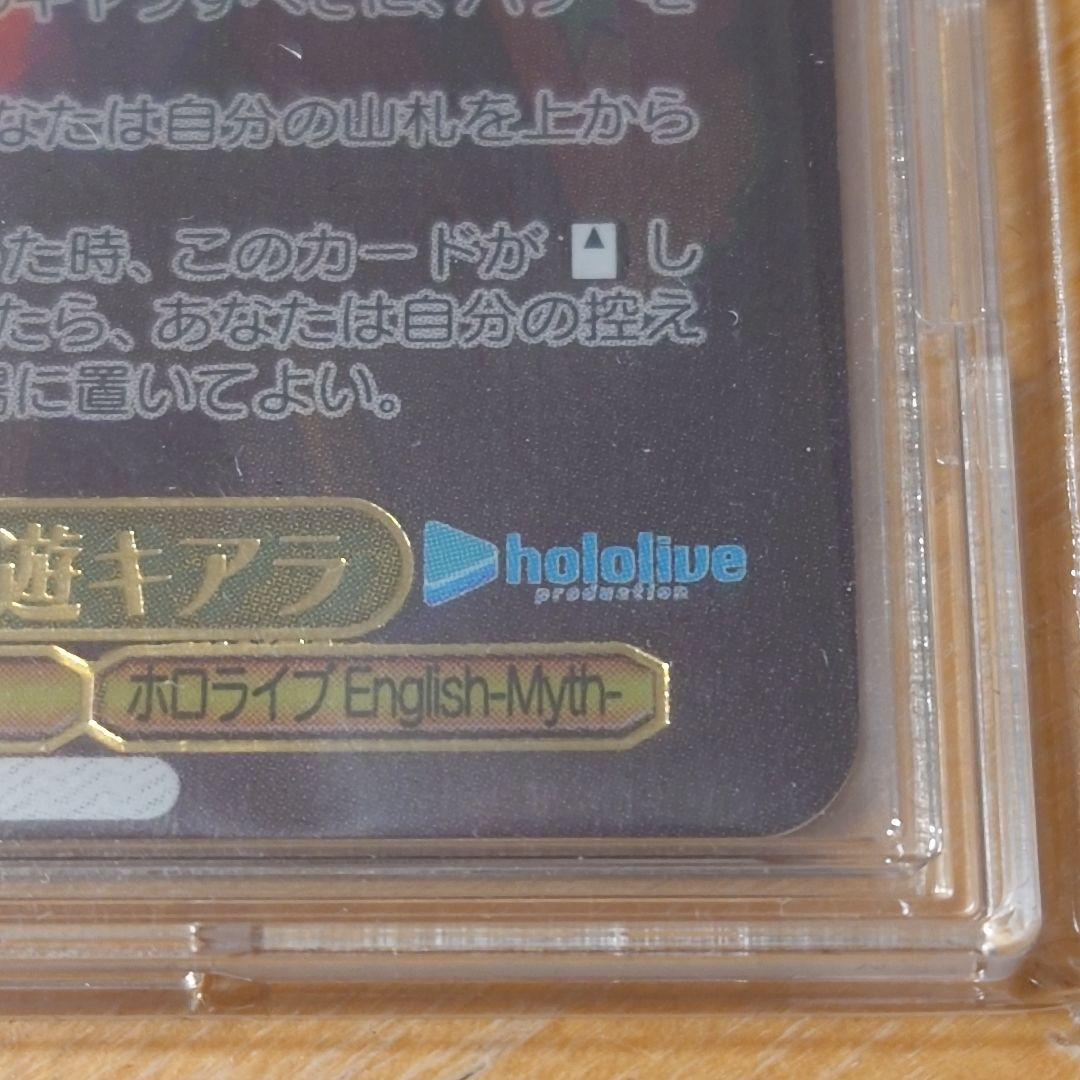 なたは自分の山札を上から
た時、このカードが し
たら、あなたは自分の控え
に置いてよい。
遊キアラ
hololive
production
ホロライブ English-Myth-